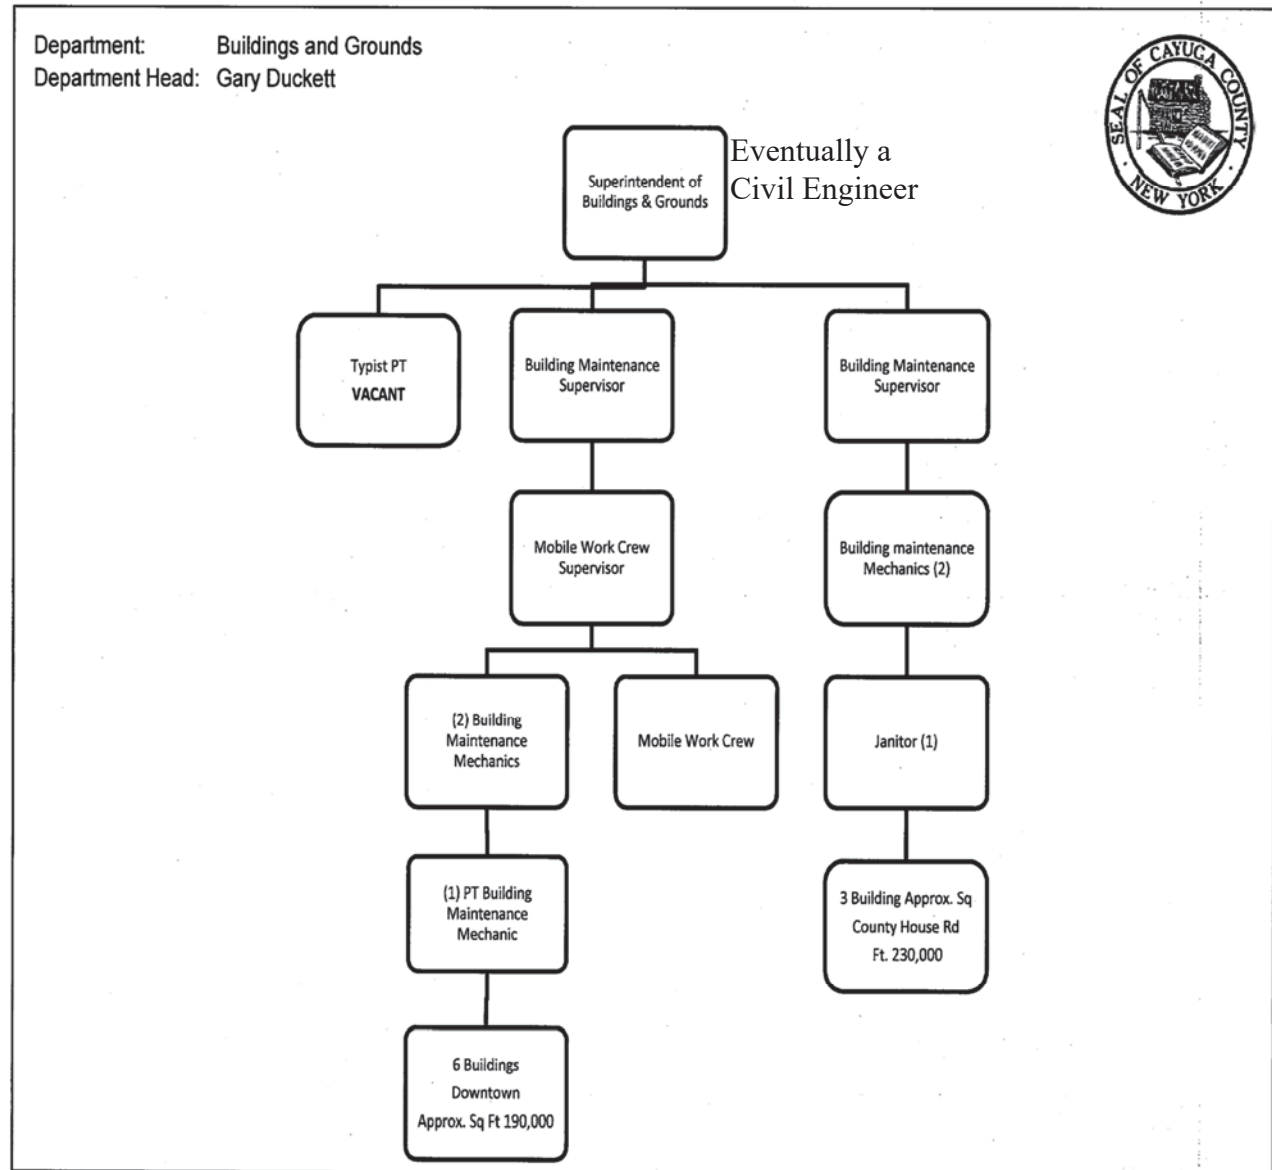 Department: Buildings and Grounds
Department Head: Gary Duckett
SEAL OF CAYUGA COUNTY
· NEW YORK ·
Superintendent of
Buildings & Grounds
Eventually a
Civil Engineer
Typist PT
VACANT
Building Maintenance
Supervisor
Building Maintenance
Supervisor
Mobile Work Crew
Supervisor
Building maintenance
Mechanics (2)
(2) Building
Maintenance
Mechanics
Mobile Work Crew
Janitor (1)
(1) PT Building
Maintenance
Mechanic
3 Building Approx. Sq
County House Rd
Ft. 230,000
6 Buildings
Downtown
Approx. Sq Ft 190,000